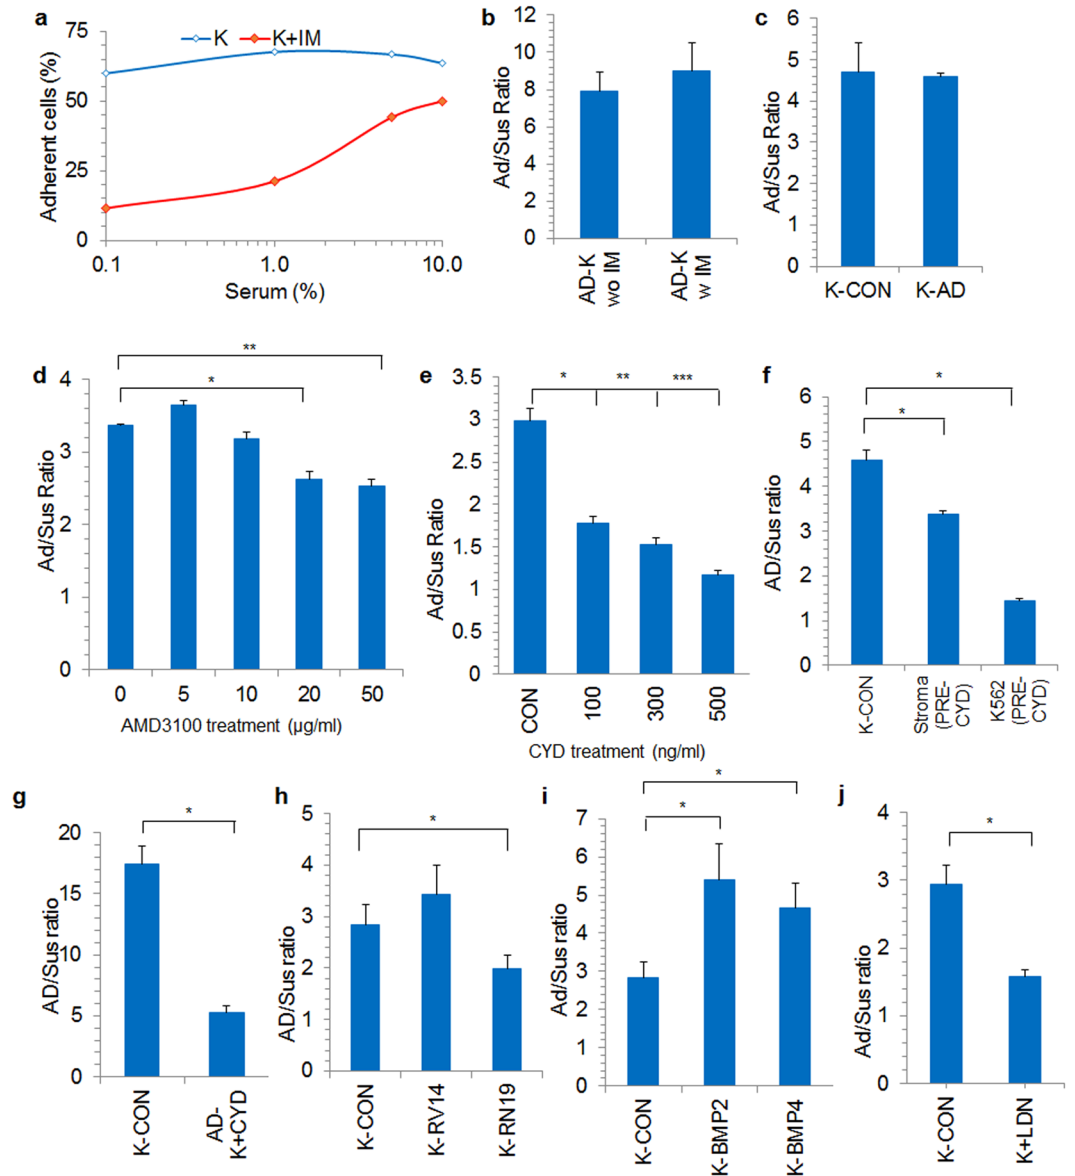 a
K
K+IM
Adherent cells (%)
75
50
25
0
0.1
1.0
10.0
Serum (%)
b
Ad/Sus Ratio
12
10
8
6
4
2
0
AD-K
wo IM
AD-K
w IM
c
Ad/Sus Ratio
6
5
4
3
2
1
0
K-CON
K-AD
d
**
*
Ad/Sus Ratio
4
3
2
1
0
0
5
10
20
50
AMD3100 treatment (µg/ml)
e
*
**
***
Ad/Sus Ratio
3.5
3
2.5
2
1.5
1
0.5
0
CON
100
300
500
CYD treatment (ng/ml)
f
*
*
AD/Sus ratio
6
5
4
3
2
1
0
K-CON
Stroma
(PRE-
CYD)
K562
(PRE-
CYD)
g
*
AD/Sus ratio
20
15
10
5
0
K-CON
AD-
K+CYD
h
*
AD/Sus ratio
5
4
3
2
1
0
K-CON
K-RV14
K-RN19
i
*
*
Ad/Sus ratio
7
6
5
4
3
2
1
0
K-CON
K-BMP2
K-BMP4
j
*
Ad/Sus ratio
4
3
2
1
0
K-CON
K+LDN